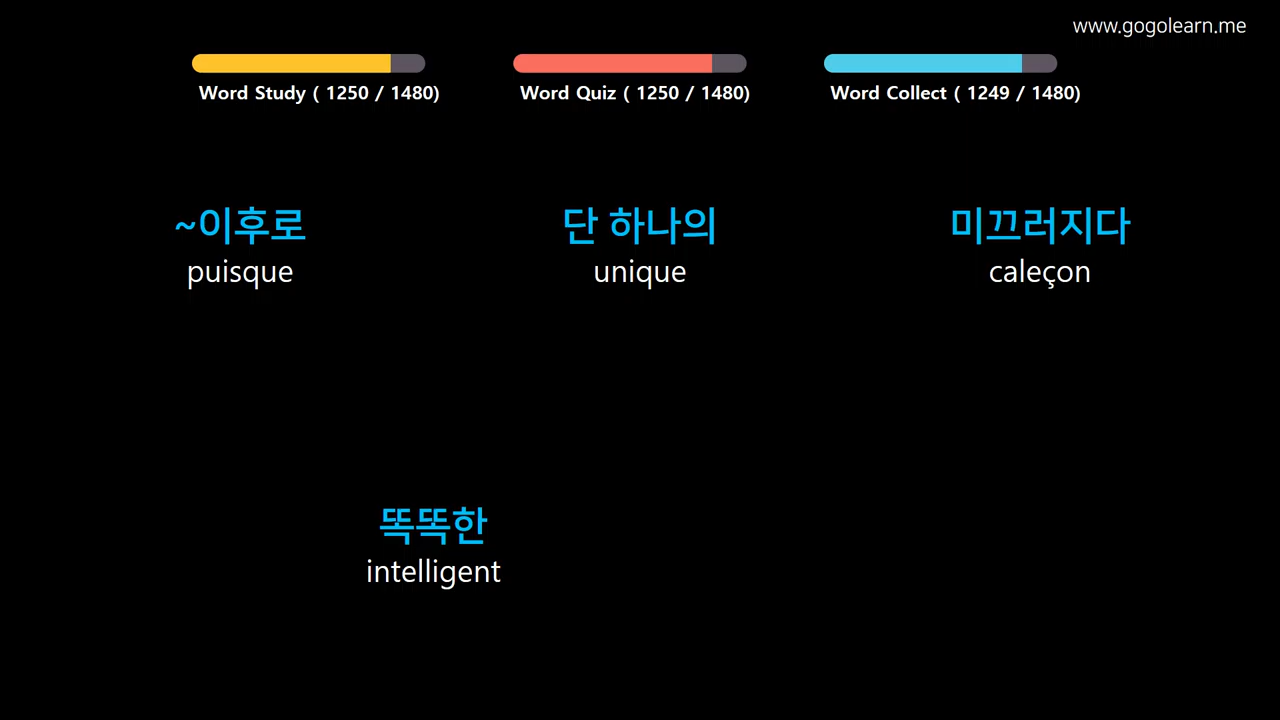 www.gogolearn.me
Word Study ( 1250 / 1480)
Word Quiz ( 1250 / 1480)
Word Collect ( 1249 / 1480)
~이후로
puisque
단 하나의
unique
미끄러지다
caleçon
똑똑한
intelligent